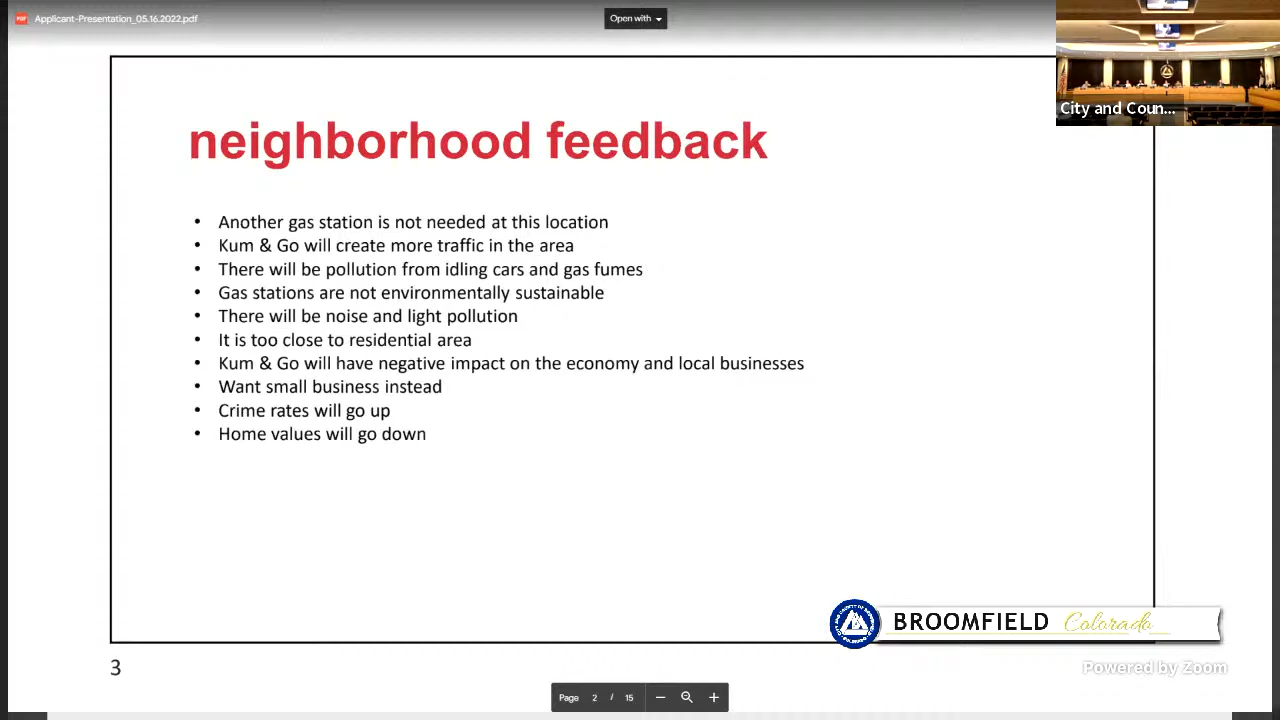 Applicant-Presentation_05.16.2022.pdf
Open with
City and Coun...
neighborhood feedback
• Another gas station is not needed at this location
• Kum & Go will create more traffic in the area
• There will be pollution from idling cars and gas fumes
• Gas stations are not environmentally sustainable
• There will be noise and light pollution
• It is too close to residential area
• Kum & Go will have negative impact on the economy and local businesses
• Want small business instead
• Crime rates will go up
• Home values will go down
BROOMFIELD Colorado
3
Powered by Zoom
Page 2 / 15